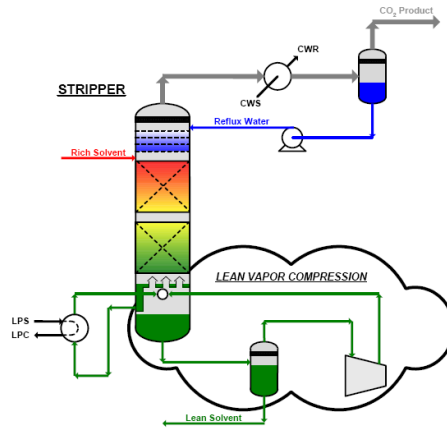 CO2 Product
CWR
STRIPPER
CWS
Reflux Water
Rich Solvent
LEAN VAPOR COMPRESSION
LPS
LPC
Lean Solvent